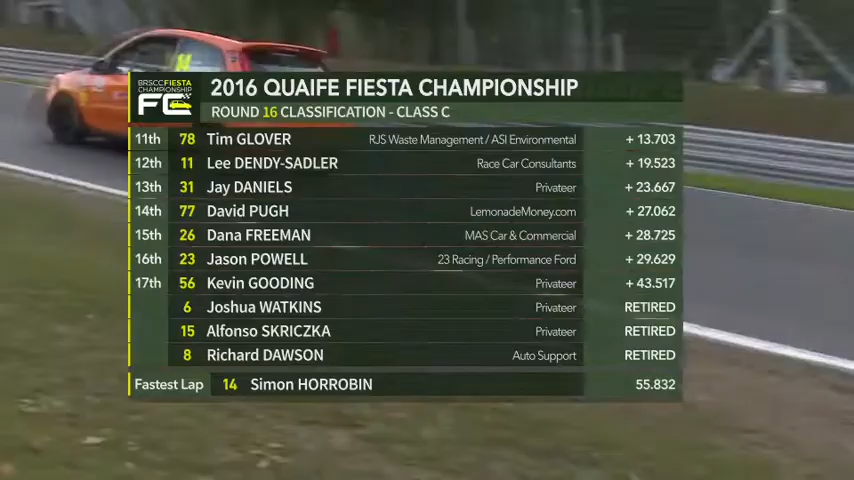 BRSCC FIESTA
CHAMPIONSHIP
FC
2016 QUAIFE FIESTA CHAMPIONSHIP
ROUND 16 CLASSIFICATION - CLASS C
11th 78 Tim GLOVER RJS Waste Management / ASI Environmental + 13.703
12th 11 Lee DENDY-SADLER Race Car Consultants + 19.523
13th 31 Jay DANIELS Privateer + 23.667
14th 77 David PUGH LemonadeMoney.com + 27.062
15th 26 Dana FREEMAN MAS Car & Commercial + 28.725
16th 23 Jason POWELL 23 Racing / Performance Ford + 29.629
17th 56 Kevin GOODING Privateer + 43.517
6 Joshua WATKINS Privateer RETIRED
15 Alfonso SKRICZKA Privateer RETIRED
8 Richard DAWSON Auto Support RETIRED
Fastest Lap 14 Simon HORROBIN 55.832